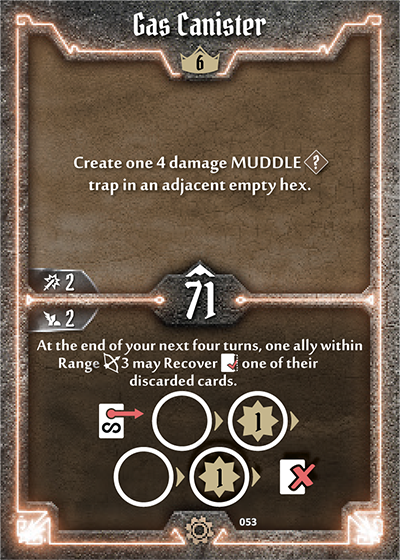 Gas Canister
6
Create one 4 damage MUDDLE ?
trap in an adjacent empty hex.
2
71
2
At the end of your next four turns, one ally within
Range 3 may Recover one of their
discarded cards.
S 1
1
053